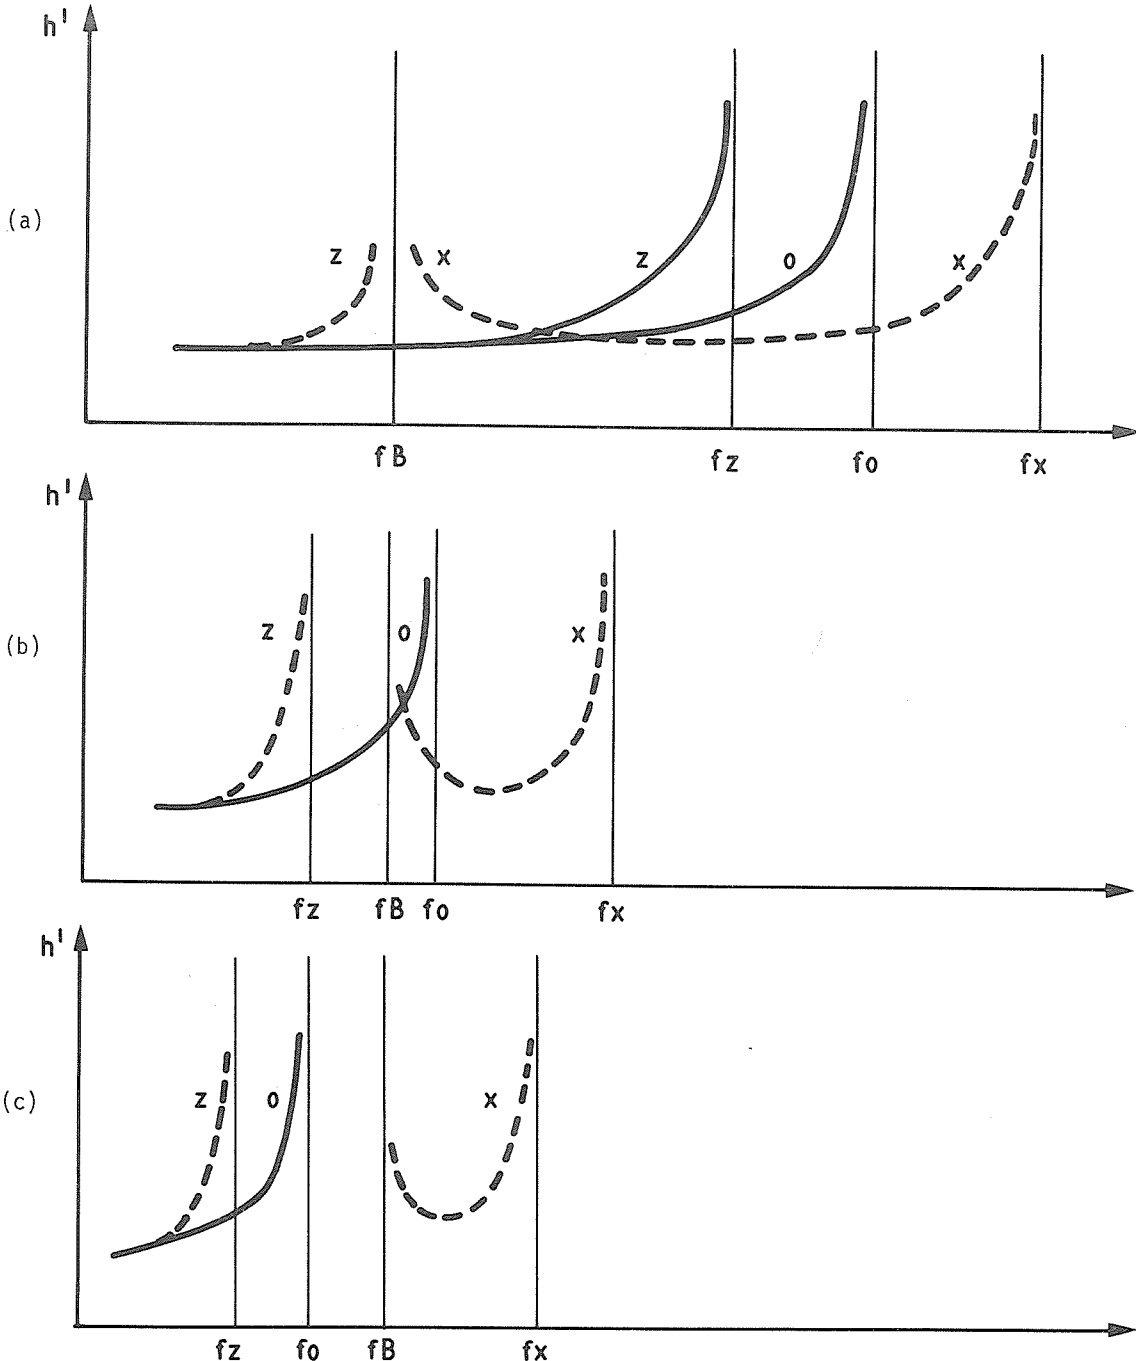 h'
(a)
z x z o x
fB fz fo fx
h'
(b)
z o x
fz fB fo fx
h'
(c)
z o x
fz fo fB fx